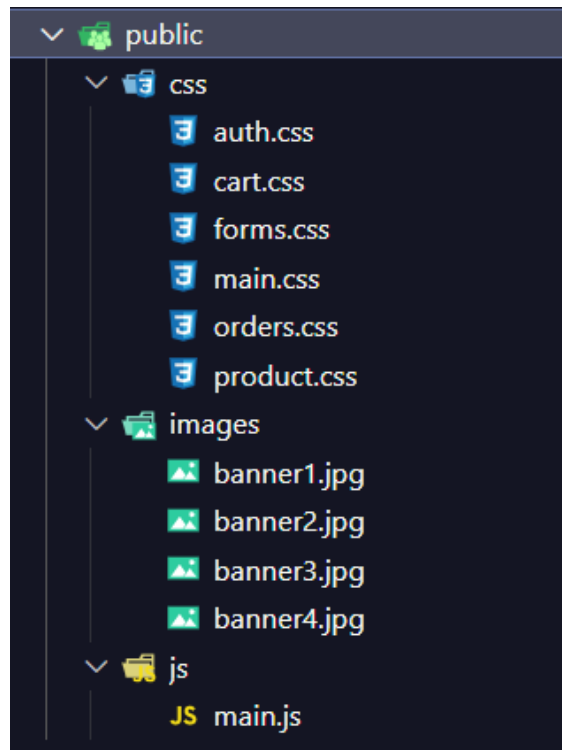 public
css
auth.css
cart.css
forms.css
main.css
orders.css
product.css
images
banner1.jpg
banner2.jpg
banner3.jpg
banner4.jpg
js
JS main.js